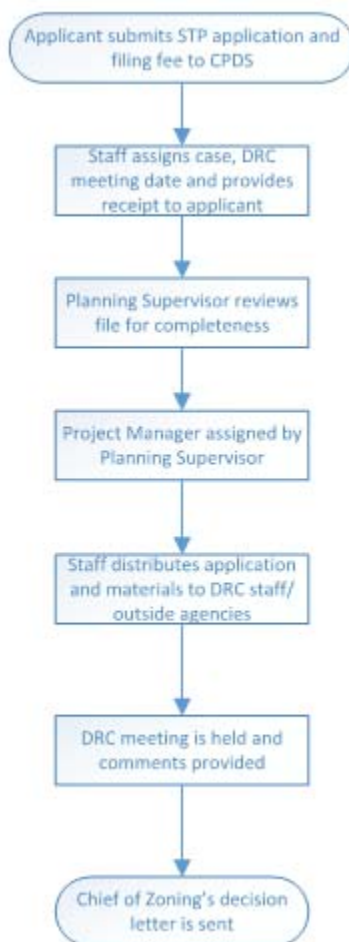 Applicant submits STP application and
filing fee to CPDS
Staff assigns case, DRC
meeting date and provides
receipt to applicant
Planning Supervisor reviews
file for completeness
Project Manager assigned by
Planning Supervisor
Staff distributes application
and materials to DRC staff/
outside agencies
DRC meeting is held and
comments provided
Chief of Zoning's decision
letter is sent